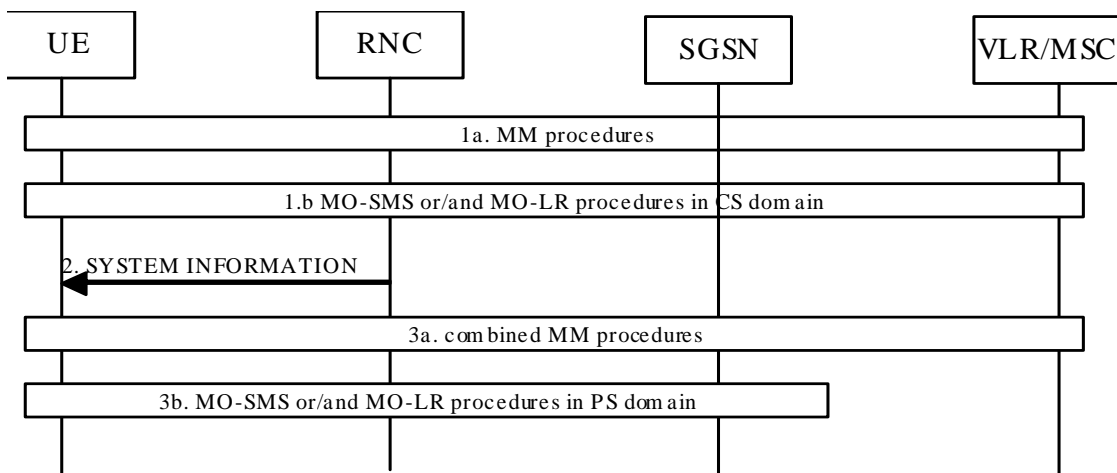 UE
RNC
SGSN
VLR/MSC
1a. MM procedures
1.b MO-SMS or/and MO-LR procedures in CS domain
2. SYSTEM INFORMATION
3a. combined MM procedures
3b. MO-SMS or/and MO-LR procedures in PS domain